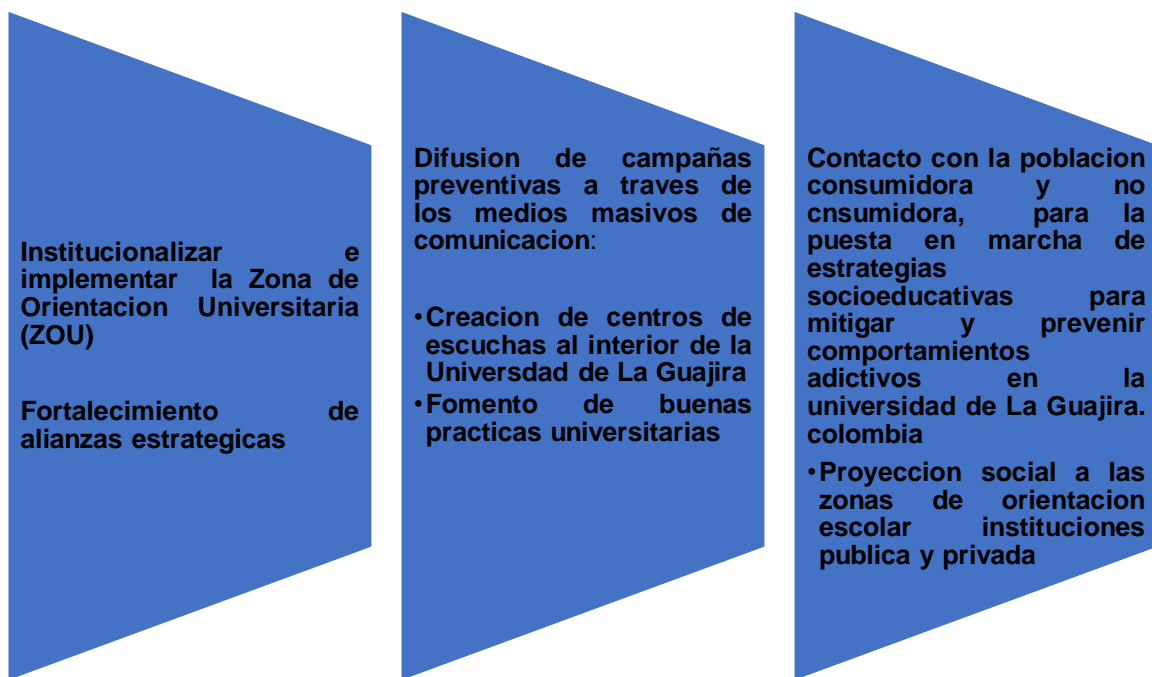 Institucionalizar e
implementar la Zona de
Orientacion Universitaria
(ZOU)
Fortalecimiento de
alianzas estrategicas
Difusion de campañas
preventivas a traves de
los medios masivos de
comunicacion:
•Creacion de centros de
escuchas al interior de la
Universdad de La Guajira
•Fomento de buenas
practicas universitarias
Contacto con la poblacion
consumidora y no
cnsumidora, para la
puesta en marcha de
estrategias
socioeducativas para
mitigar y prevenir
comportamientos
adictivos en la
universidad de La Guajira.
colombia
•Proyeccion social a las
zonas de orientacion
escolar instituciones
publica y privada